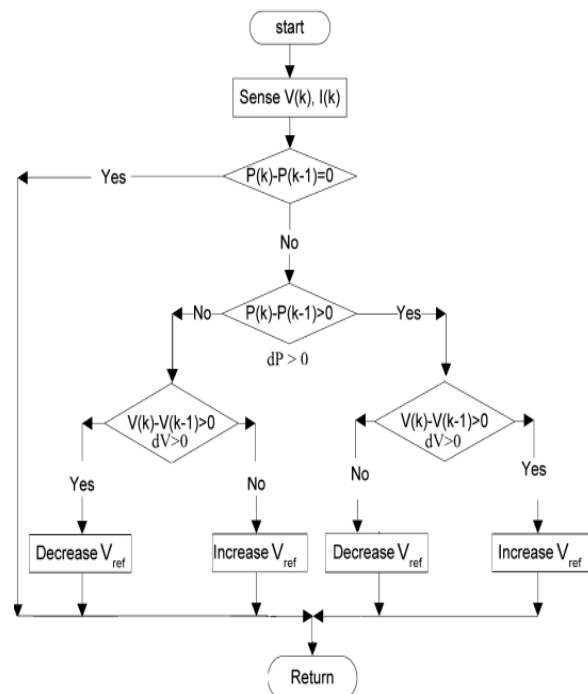 start
Sense V(k), I(k)
P(k)-P(k-1)=0
Yes
No
P(k)-P(k-1)>0
No
Yes
dP > 0
V(k)-V(k-1)>0
dV>0
V(k)-V(k-1)>0
dV>0
Yes
No
No
Yes
Decrease Vref
Increase Vref
Decrease Vref
Increase Vref
Return